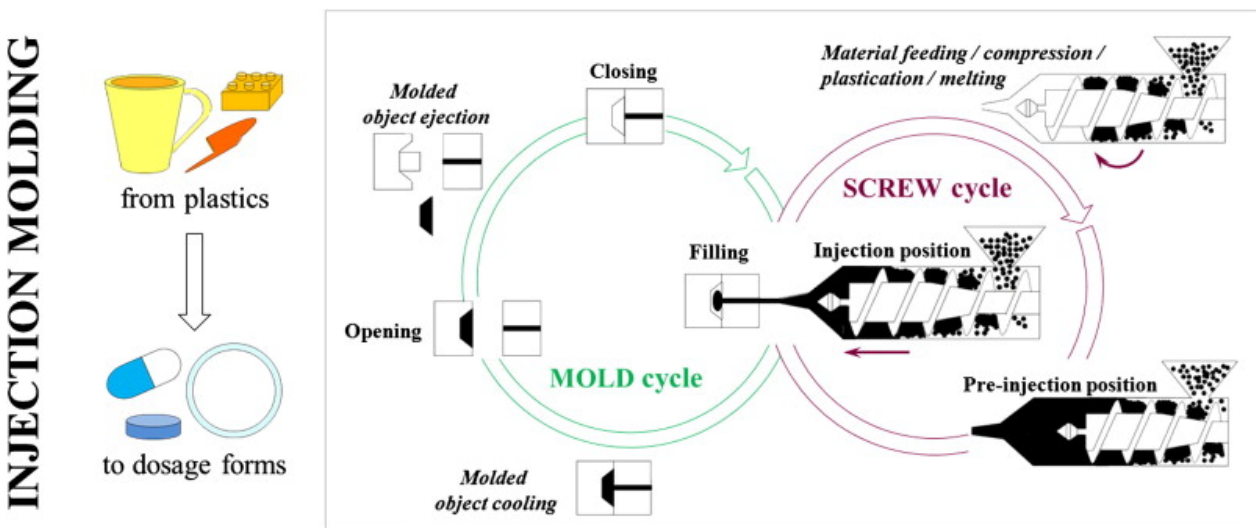 INJECTION MOLDING
from plastics
to dosage forms
Closing
Molded
object ejection
Material feeding / compression /
plastication / melting
SCREW cycle
Filling
Injection position
Opening
MOLD cycle
Pre-injection position
Molded
object cooling